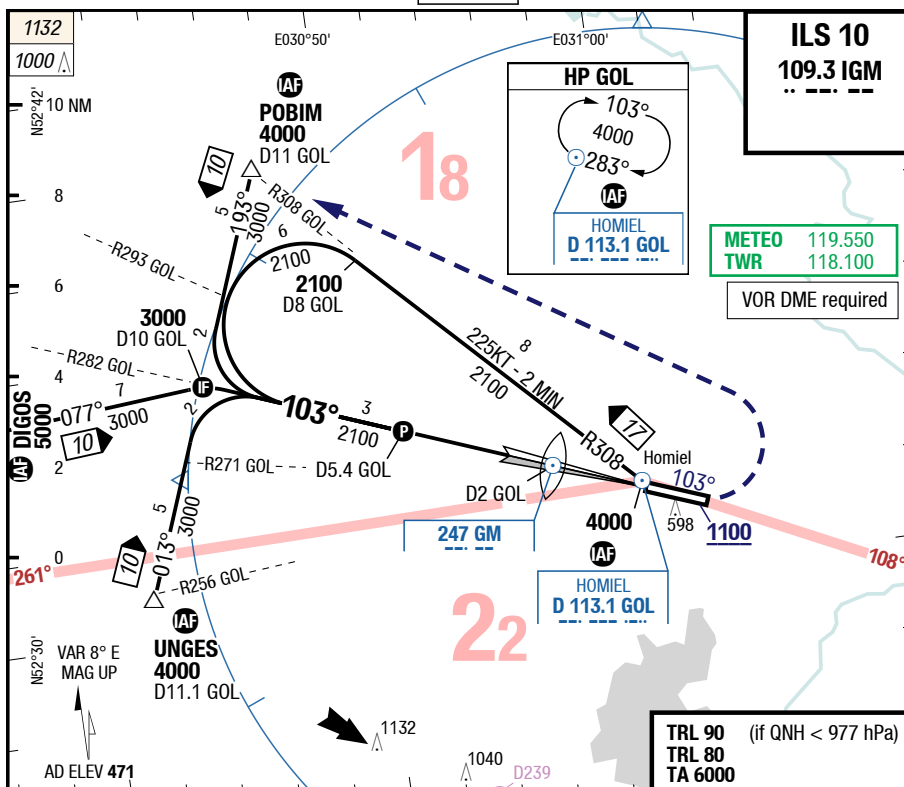 1132
1000
E030°50'
E031°00'
ILS 10
109.3 IGM
N52°42'
10 NM
8
6
4
2
0
N52°30'
IAF
POBIM
4000
D11 GOL
10
5
193°
3000
R308 GOL
6
2100
R293 GOL
2
2100
D8 GOL
18
HP GOL
103°
4000
283°
IAF
HOMIEL
D 113.1 GOL
METEO 119.550
TWR 118.100
VOR DME required
3000
D10 GOL
IF
R282 GOL
7
077°
3000
10
IAF DIGOS
5000
2
103°
3
2100
P
D5.4 GOL
8
225KT - 2 MIN
2100
R308
17
Homiel
103°
D2 GOL
R271 GOL
247 GM
4000
IAF
598
1100
HOMIEL
D 113.1 GOL
5
3000
013°
10
R256 GOL
261°
108°
IAF
UNGES
4000
D11.1 GOL
22
VAR 8° E
MAG UP
AD ELEV 471
1132
1040
D239
TRL 90 (if QNH < 977 hPa)
TRL 80
TA 6000